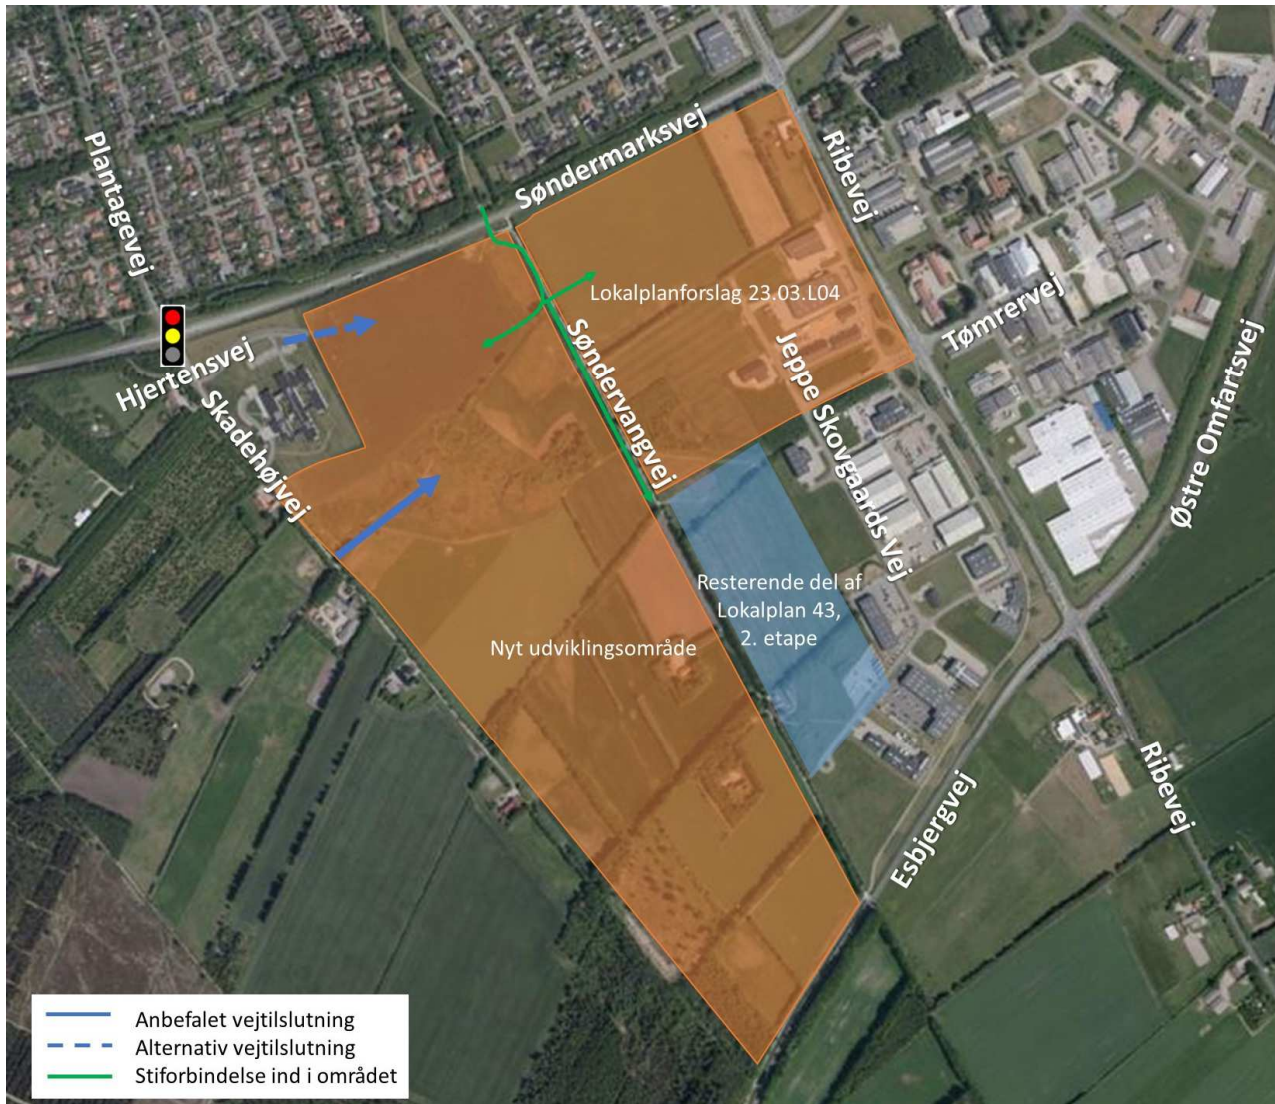 Plantagevej
Søndermarksvej
Ribevej
Lokalplanforslag 23.03.L04
Tømrervej
Hjertensvej
Skadehøjvej
Søndervangvej
Jeppe Skovgaards Vej
Østre Omfartsvej
Resterende del af
Lokalplan 43,
2. etape
Nyt udviklingsområde
Esbjergvej
Ribevej
Anbefalet vejtilslutning
Alternativ vejtilslutning
Stiforbindelse ind i området